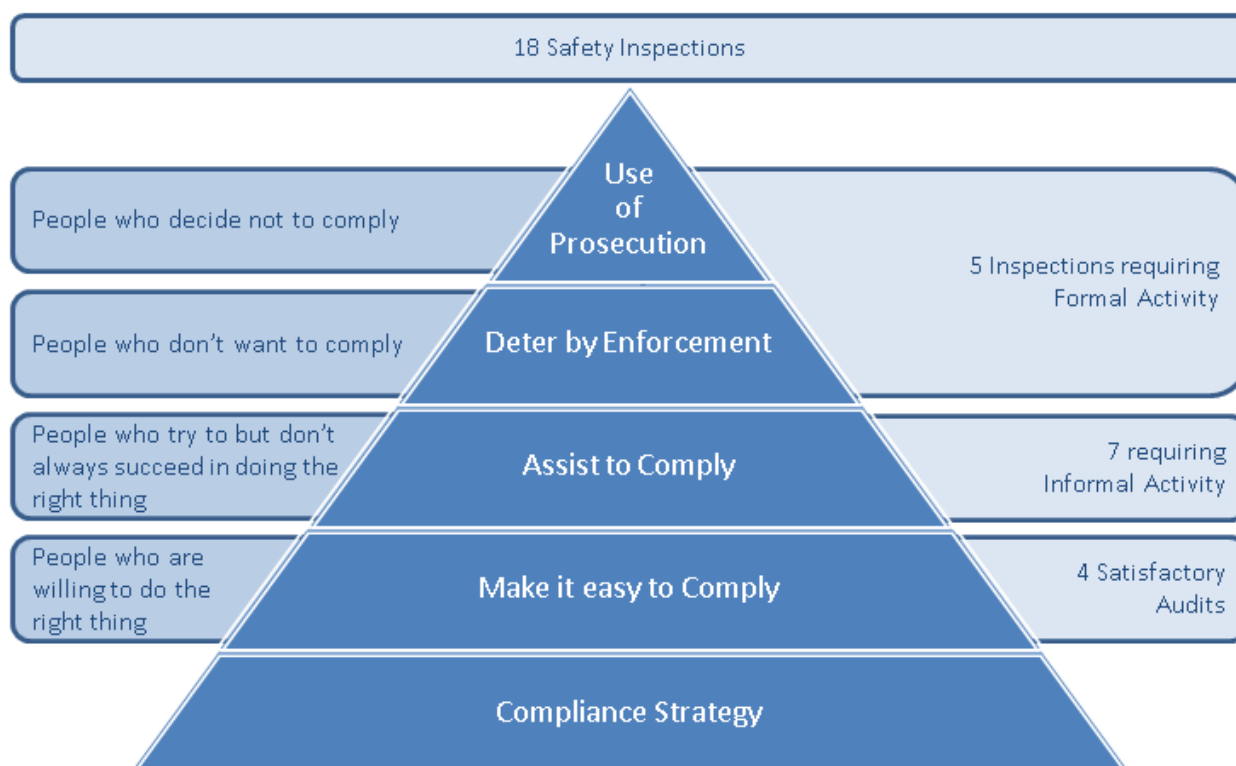 18 Safety Inspections
Use
of
Prosecution
People who decide not to comply
5 Inspections requiring
Formal Activity
People who don't want to comply
Deter by Enforcement
People who try to but don't
always succeed in doing the
right thing
Assist to Comply
7 requiring
Informal Activity
People who are
willing to do the
right thing
Make it easy to Comply
4 Satisfactory
Audits
Compliance Strategy